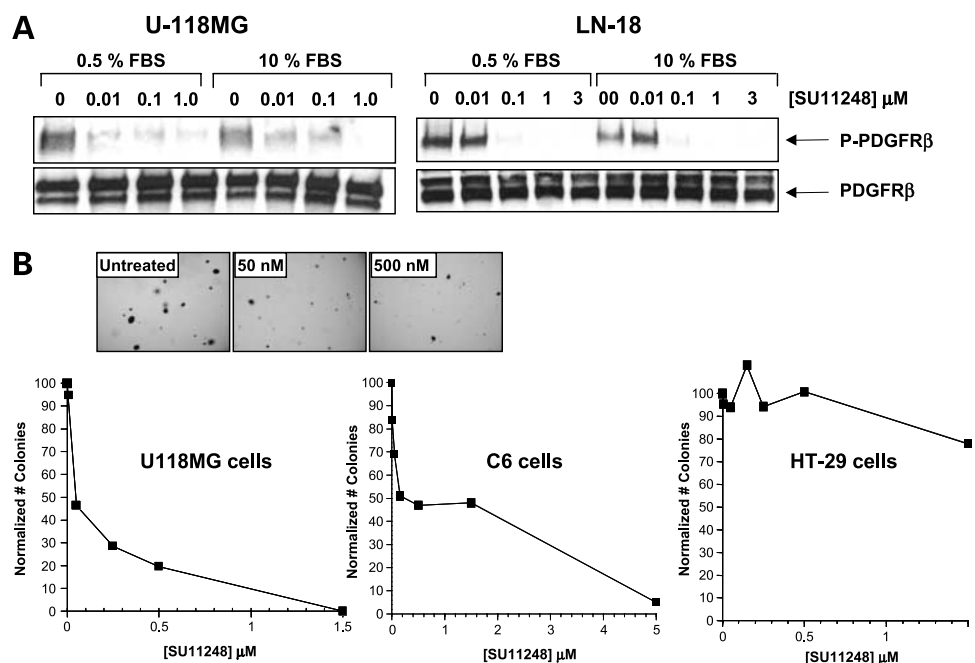 A
U-118MG
LN-18
0.5 % FBS 10 % FBS
0.5 % FBS 10 % FBS
0 0.01 0.1 1.0 0 0.01 0.1 1.0
0 0.01 0.1 1 3 00 0.01 0.1 1 3 [SU11248] μM
P-PDGFRβ
PDGFRβ
B
Untreated
50 nM
500 nM
Normalized # Colonies
100
90
80
70
60
50
40
30
20
10
0
U118MG cells
0 0.5 1 1.5
[SU11248] μM
Normalized # Colonies
100
90
80
70
60
50
40
30
20
10
0
C6 cells
0 1 2 3 4 5
[SU11248] μM
Normalized # Colonies
100
90
80
70
60
50
40
30
20
100
0
HT-29 cells
0 0.5 1
[SU11248] μM